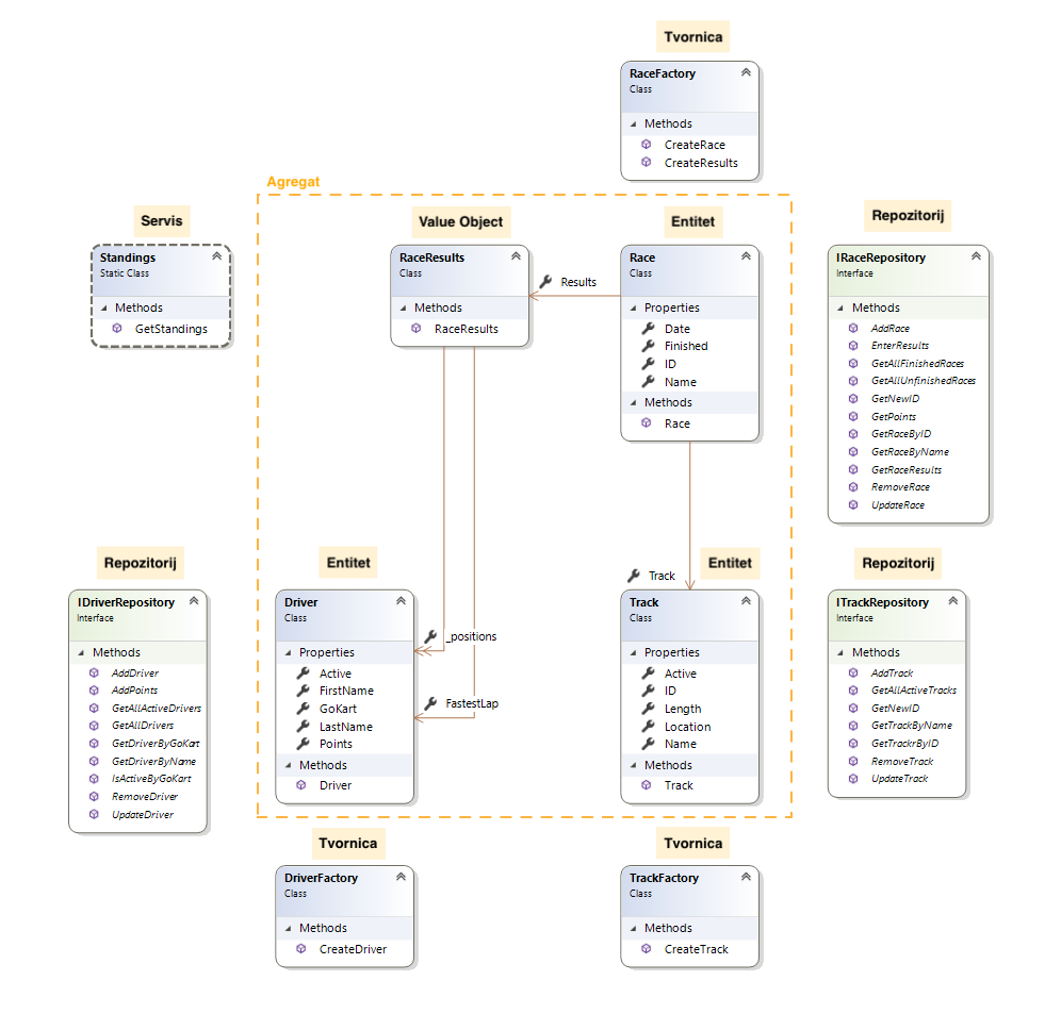 Tvornica
RaceFactory
Class
Methods
CreateRace
CreateResults
Agregat
Servis
Standings
Static Class
Methods
GetStandings
Value Object
RaceResults
Class
Methods
RaceResults
Results
Entitet
Race
Class
Properties
Date
Finished
ID
Name
Methods
Race
Repozitorij
IRaceRepository
Interface
Methods
AddRace
EnterResults
GetAllFinishedRaces
GetAllUnfinishedRaces
GetNewID
GetPoints
GetRaceByID
GetRaceByName
GetRaceResults
RemoveRace
UpdateRace
Repozitorij
IDriverRepository
Interface
Methods
AddDriver
AddPoints
GetAllActiveDrivers
GetAllDrivers
GetDriverByGoKart
GetDriverByName
IsActiveByGoKart
RemoveDriver
UpdateDriver
Entitet
Driver
Class
Properties
Active
FirstName
GoKart
LastName
Points
Methods
Driver
_positions
FastestLap
Track
Entitet
Track
Class
Properties
Active
ID
Length
Location
Name
Methods
Track
Repozitorij
ITrackRepository
Interface
Methods
AddTrack
GetAllActiveTracks
GetNewID
GetTrackByName
GetTrackrByID
RemoveTrack
UpdateTrack
Tvornica
DriverFactory
Class
Methods
CreateDriver
Tvornica
TrackFactory
Class
Methods
CreateTrack